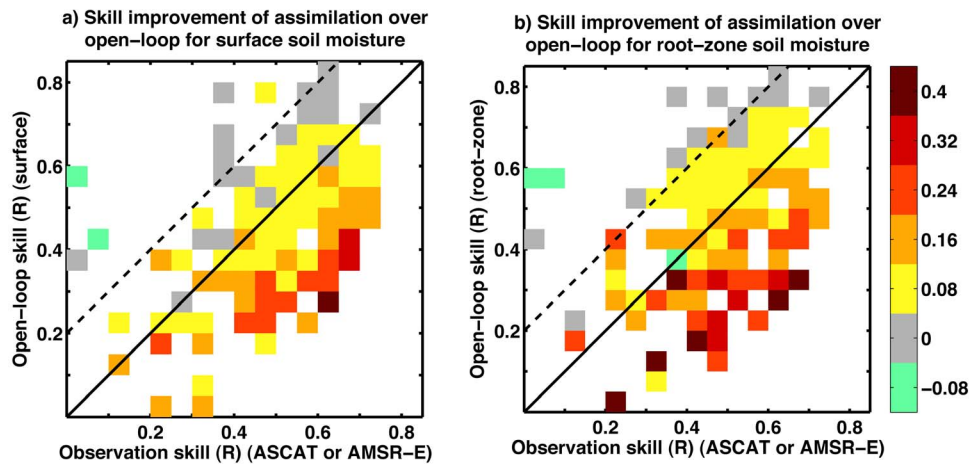 a) Skill improvement of assimilation over
open−loop for surface soil moisture
b) Skill improvement of assimilation over
open−loop for root−zone soil moisture
Open−loop skill (R) (surface)
0.8
0.6
0.4
0.2
0.2 0.4 0.6 0.8
Observation skill (R) (ASCAT or AMSR−E)
Open−loop skill (R) (root−zone)
0.8
0.6
0.4
0.2
0.2 0.4 0.6 0.8
Observation skill (R) (ASCAT or AMSR−E)
0.4
0.32
0.24
0.16
0.08
0
−0.08